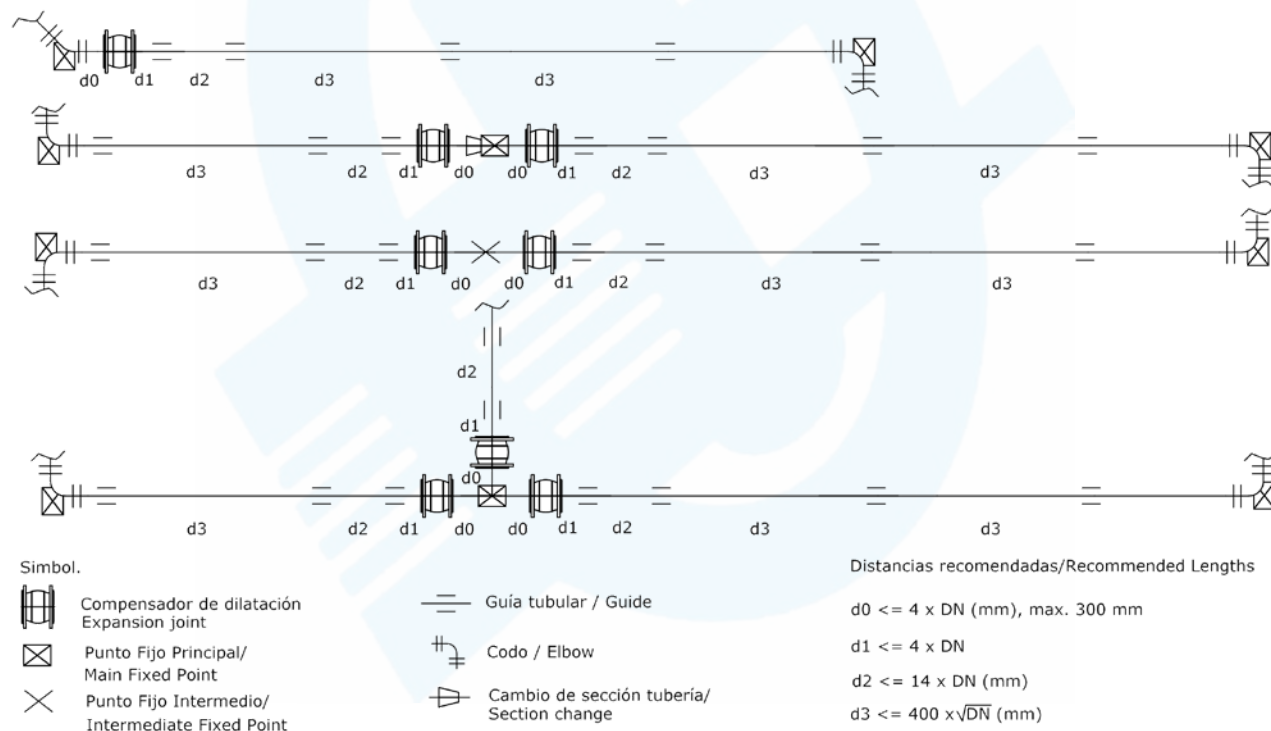 d0 d1 d2 d3 d3
d3 d2 d1 d0 d0 d1 d2 d3 d3
d3 d2 d1 d0 d0 d1 d2 d3 d3
d2
d1
d0
d3 d2 d1 d0 d0 d1 d2 d3 d3
Simbol.
Compensador de dilatación
Expansion joint
Punto Fijo Principal/
Main Fixed Point
Punto Fijo Intermedio/
Intermediate Fixed Point
Guía tubular / Guide
Codo / Elbow
Cambio de sección tubería/
Section change
Distancias recomendadas/Recommended Lengths
d0 <= 4 x DN (mm), max. 300 mm
d1 <= 4 x DN
d2 <= 14 x DN (mm)
d3 <= 400 x√DN (mm)